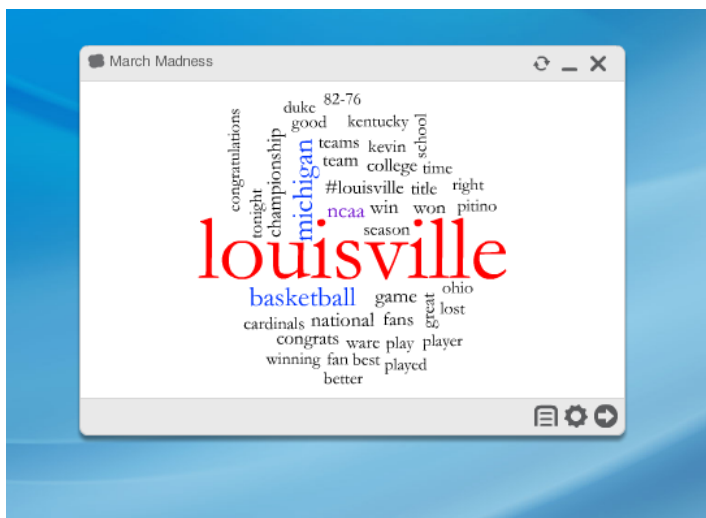 March Madness
duke 82-76
good kentucky
congratulations
championship
tonight
michigan
teams kevin
school
team college time
#louisville title right
ncaa win won pitino
season
louisville
basketball game ohio
great
lost
cardinals national fans
congrats ware play player
winning fan best played
better